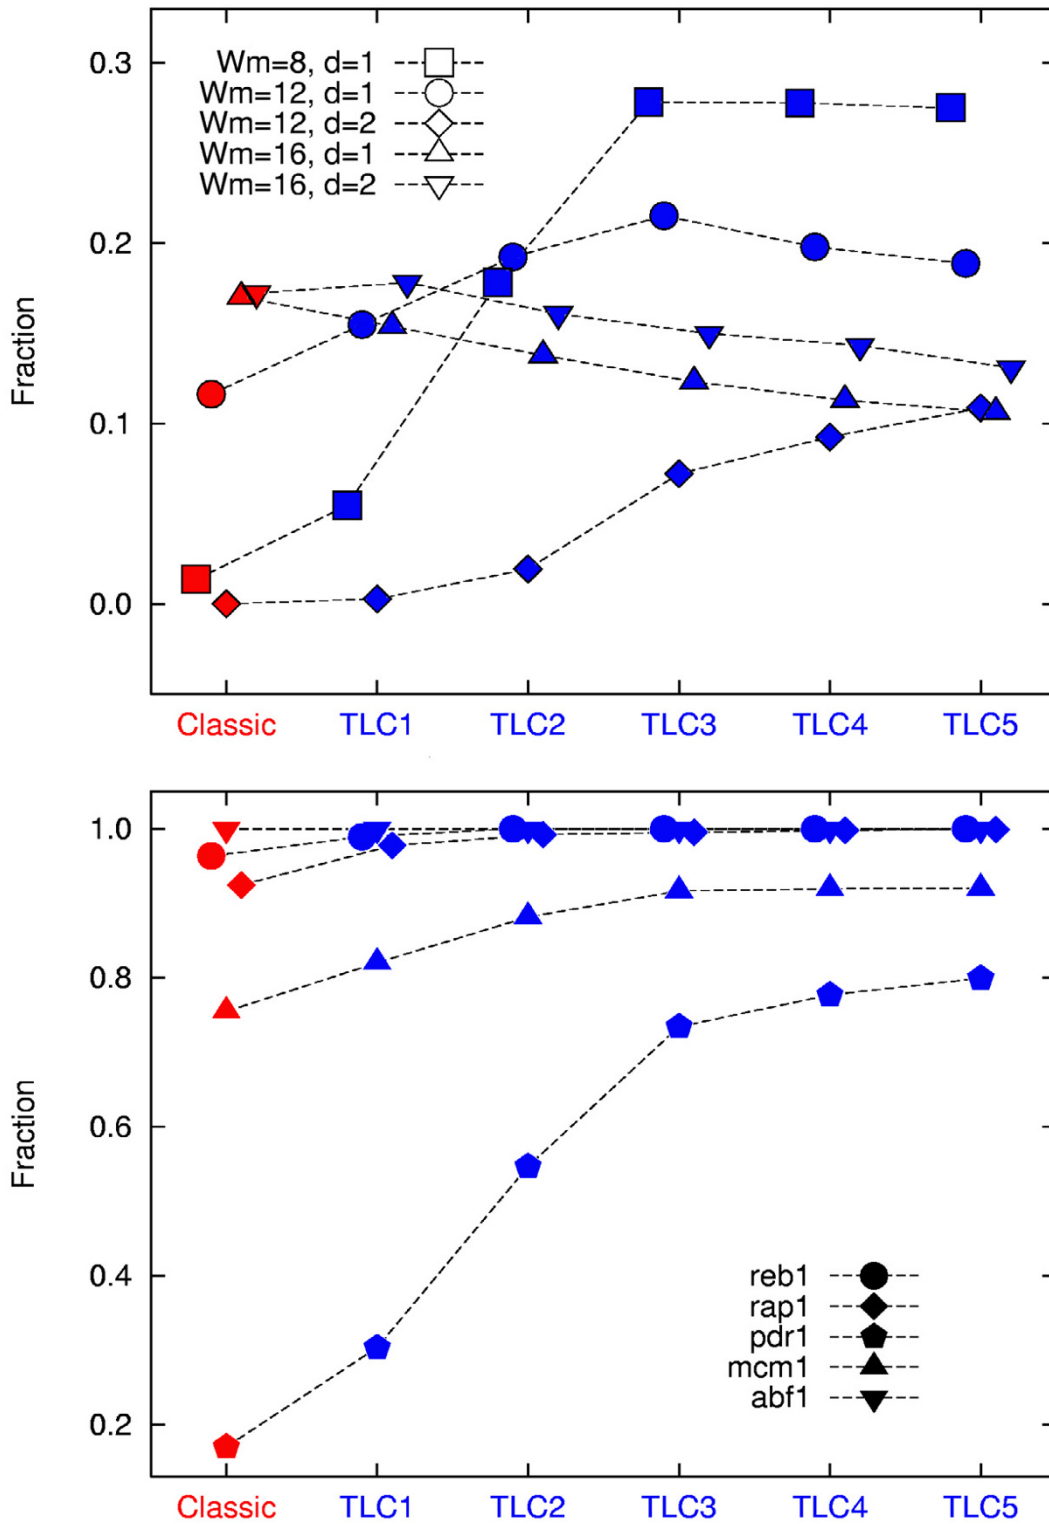 0.3
0.2
0.1
0.0
Fraction
Wm=8, d=1
Wm=12, d=1
Wm=12, d=2
Wm=16, d=1
Wm=16, d=2
Classic TLC1 TLC2 TLC3 TLC4 TLC5
1.0
0.8
0.6
0.4
0.2
Fraction
reb1
rap1
pdr1
mcm1
abf1
Classic TLC1 TLC2 TLC3 TLC4 TLC5